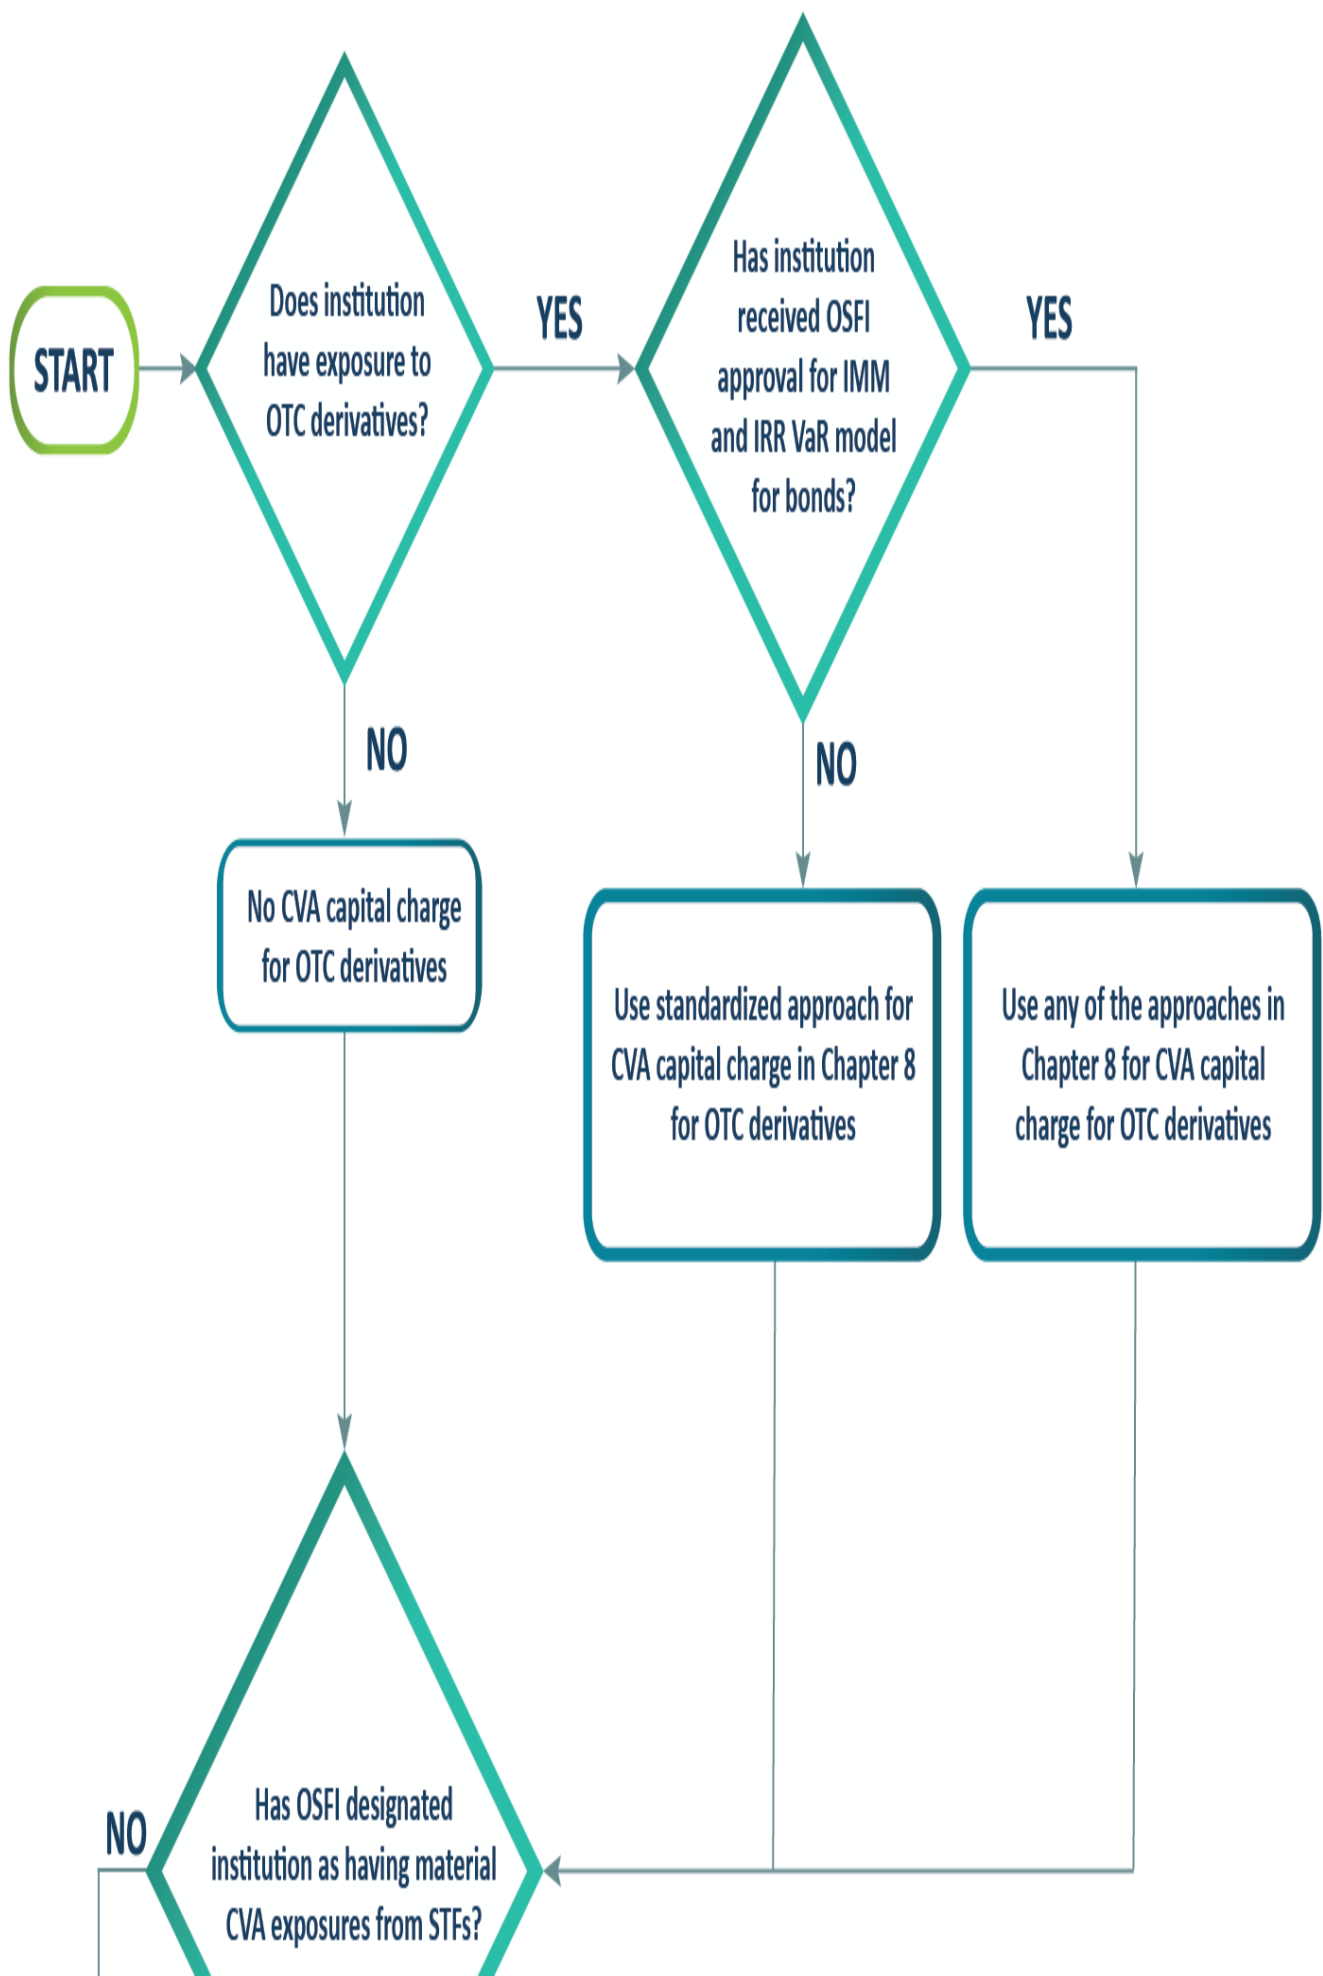 START
Does institution
have exposure to
OTC derivatives?
YES
Has institution
received OSFI
approval for IMM
and IRR VaR model
for bonds?
YES
NO
NO
No CVA capital charge
for OTC derivatives
Use standardized approach for
CVA capital charge in Chapter 8
for OTC derivatives
Use any of the approaches in
Chapter 8 for CVA capital
charge for OTC derivatives
NO
Has OSFI designated
institution as having material
CVA exposures from STFs?